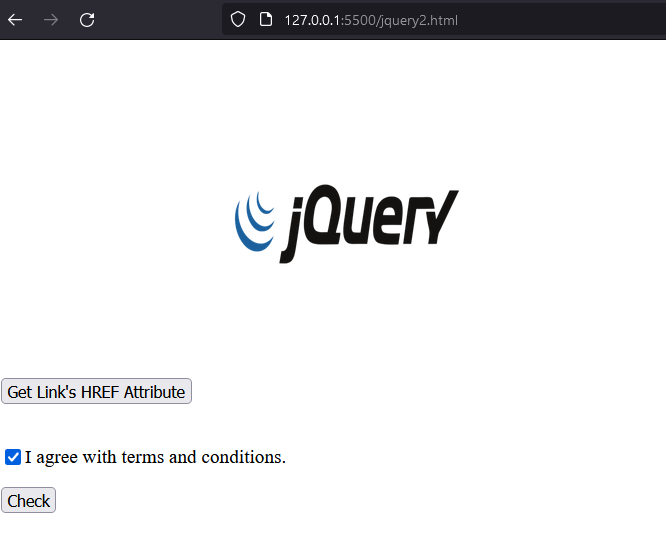 127.0.0.1:5500/jquery2.html
jQuery
Get Link's HREF Attribute
I agree with terms and conditions.
Check